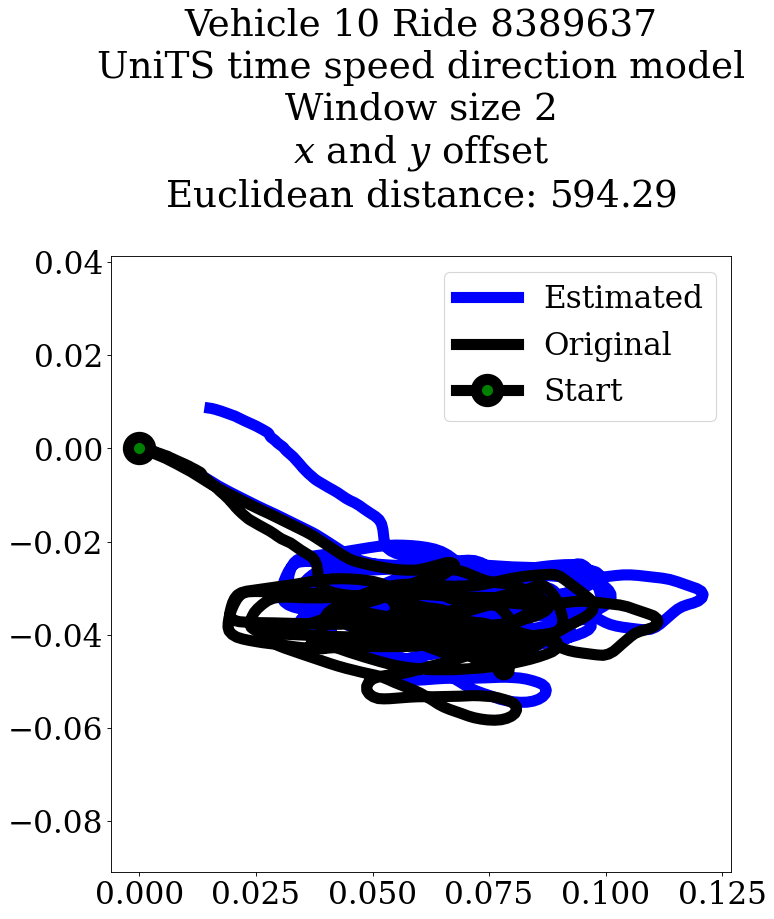 Vehicle 10 Ride 8389637
UniTS time speed direction model
Window size 2
x and y offset
Euclidean distance: 594.29
0.04
0.02
0.00
−0.02
−0.04
−0.06
−0.08
Estimated
Original
Start
0.000 0.025 0.050 0.075 0.100 0.125